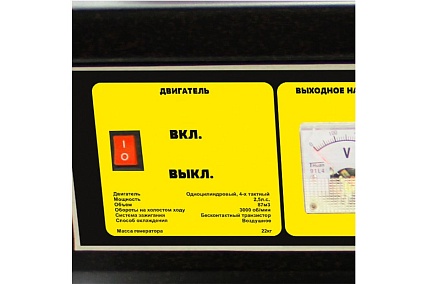 ДВИГАТЕЛЬ
ВЫХОДНОЕ НА
I
ВКЛ.
O
ВЫКЛ.
V
Двигатель Одноцилиндровый, 4-х тактный
Мощность 2,5л.с.
Объем 87м3
Обороты на холостом ходу 3000 об/мин
Система зажигания Бесконтактный транзистор
Способ охлаждения Воздушное
Масса генератора 22кг